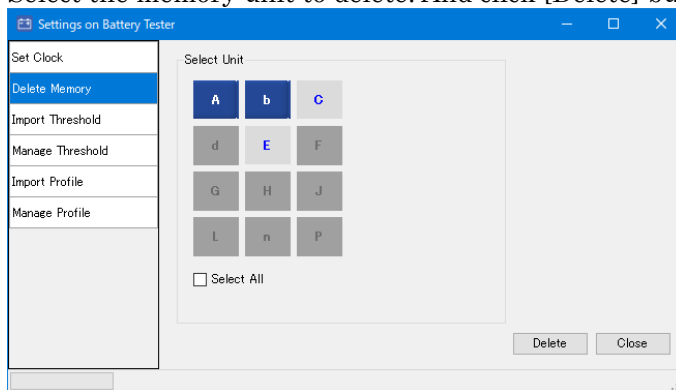 Select the memory unit to delete. And click [Delete] bu
Settings on Battery Tester
Set Clock
Delete Memory
Import Threshold
Manage Threshold
Import Profile
Manage Profile
Select Unit
A b C
d E F
G H J
L n P
Select All
Delete Close